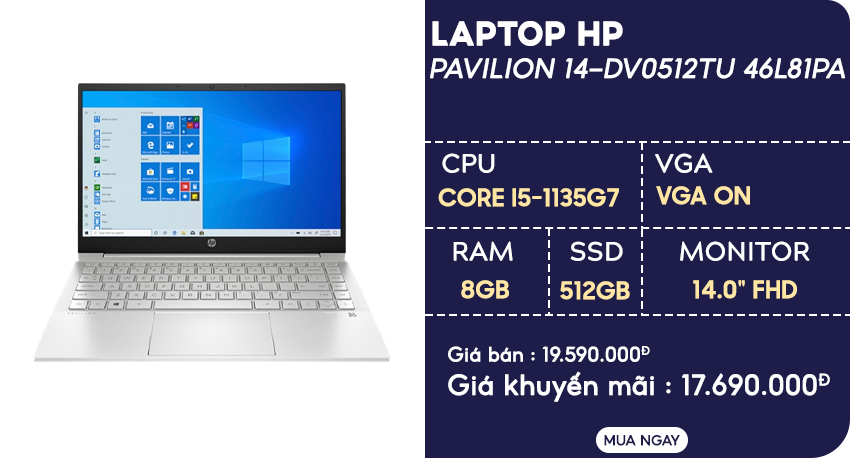 LAPTOP HP
PAVILION 14-DV0512TU 46L81PA
CPU
CORE I5-1135G7
VGA
VGA ON
RAM
8GB
SSD
512GB
MONITOR
14.0" FHD
Giá bán : 19.590.000Đ
Giá khuyến mãi : 17.690.000Đ
MUA NGAY
hp